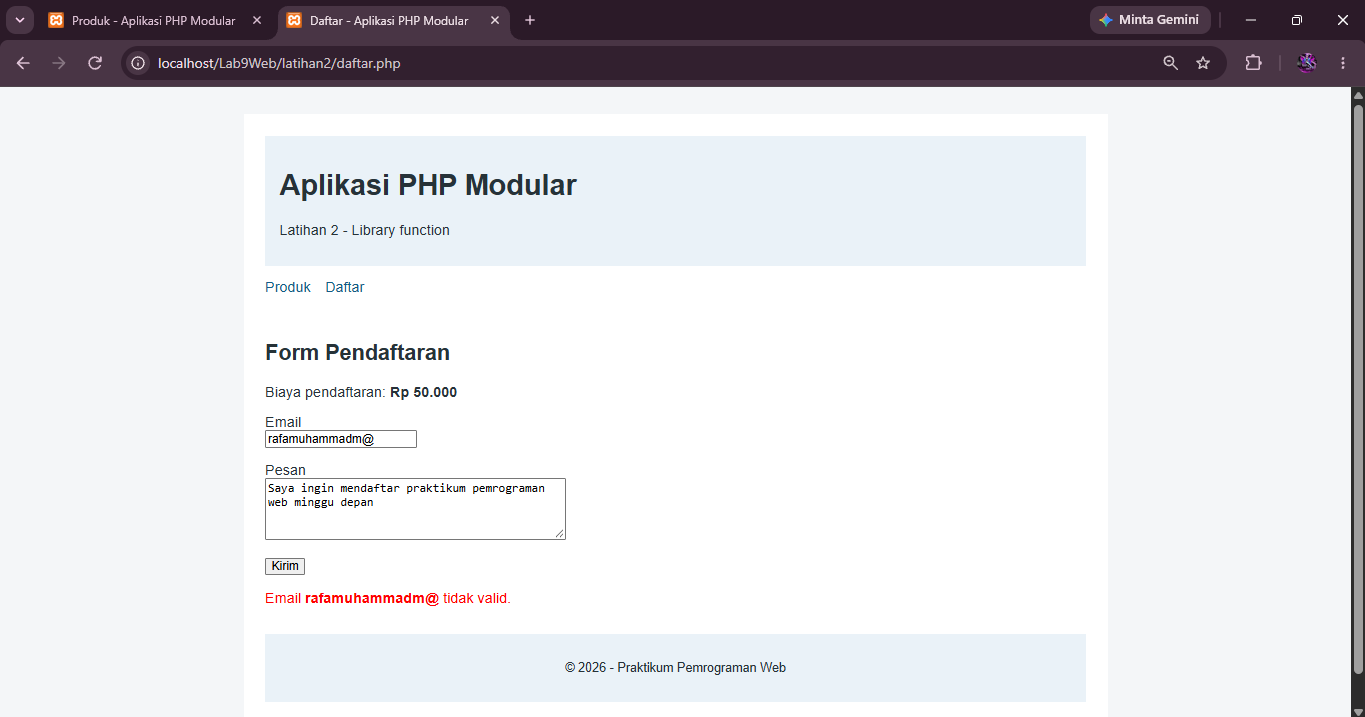 Produk - Aplikasi PHP Modular
Daftar - Aplikasi PHP Modular
Minta Gemini
localhost/Lab9Web/latihan2/daftar.php
Aplikasi PHP Modular
Latihan 2 - Library function
Produk Daftar
Form Pendaftaran
Biaya pendaftaran: Rp 50.000
Email
rafamuhammadm@
Pesan
Saya ingin mendaftar praktikum pemrograman
web minggu depan
Kirim
Email rafamuhammadm@ tidak valid.
© 2026 - Praktikum Pemrograman Web